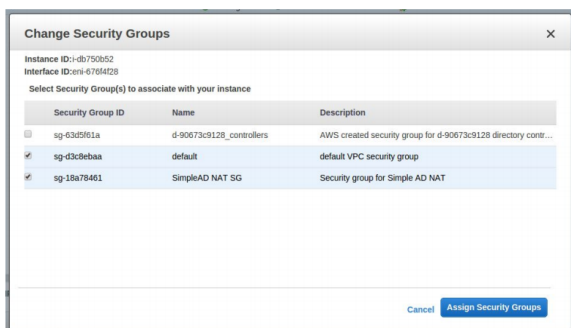 Change Security Groups ×
Instance ID:i-db750b52
Interface ID:eni-676f4f28
Select Security Group(s) to associate with your instance
Security Group ID Name Description
sg-63d5f61a d-90673c9128_controllers AWS created security group for d-90673c9128 directory contr...
sg-d3c8ebaa default default VPC security group
sg-18a78461 SimpleAD NAT SG Security group for Simple AD NAT
Cancel Assign Security Groups